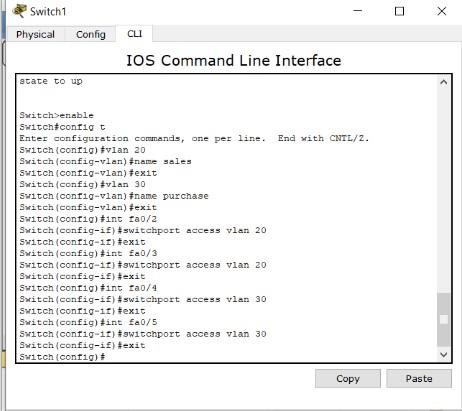 Switch1
Physical Config CLI
IOS Command Line Interface
state to up
Switch>enable
Switch#config t
Enter configuration commands, one per line.  End with CNTL/Z.
Switch(config)#vlan 20
Switch(config-vlan)#name sales
Switch(config-vlan)#exit
Switch(config)#vlan 30
Switch(config-vlan)#name purchase
Switch(config-vlan)#exit
Switch(config)#int fa0/2
Switch(config-if)#switchport access vlan 20
Switch(config-if)#exit
Switch(config)#int fa0/3
Switch(config-if)#switchport access vlan 20
Switch(config-if)#exit
Switch(config)#int fa0/4
Switch(config-if)#switchport access vlan 30
Switch(config-if)#exit
Switch(config)#int fa0/5
Switch(config-if)#switchport access vlan 30
Switch(config-if)#exit
Switch(config)#
Copy Paste